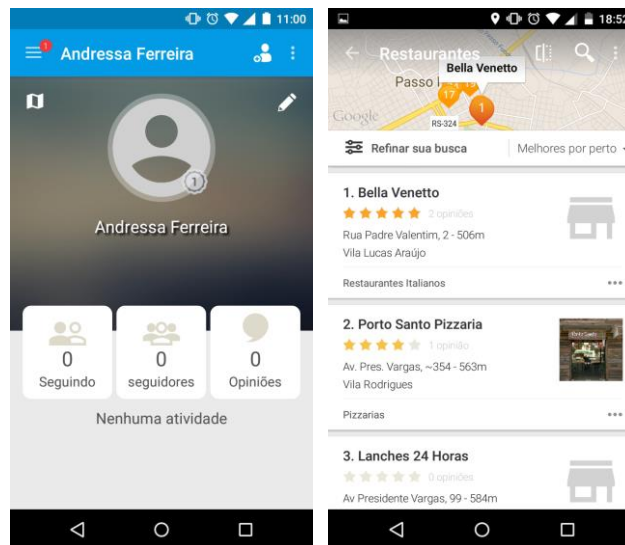 11:00
1
Andressa Ferreira
1
Andressa Ferreira
0
Seguindo
0
seguidores
0
Opiniões
Nenhuma atividade
18:52
Restaurantes
Bella Venetto
Passo
17
19
1
Google
RS-324
Refinar sua busca
Melhores por perto
1. Bella Venetto
2 opiniões
Rua Padre Valentim, 2 - 506m
Vila Lucas Araújo
Restaurantes Italianos
2. Porto Santo Pizzaria
1 opinião
Av. Pres. Vargas, ~354 - 563m
Vila Rodrigues
Pizzarias
3. Lanches 24 Horas
0 opiniões
Av Presidente Vargas, 99 - 584m